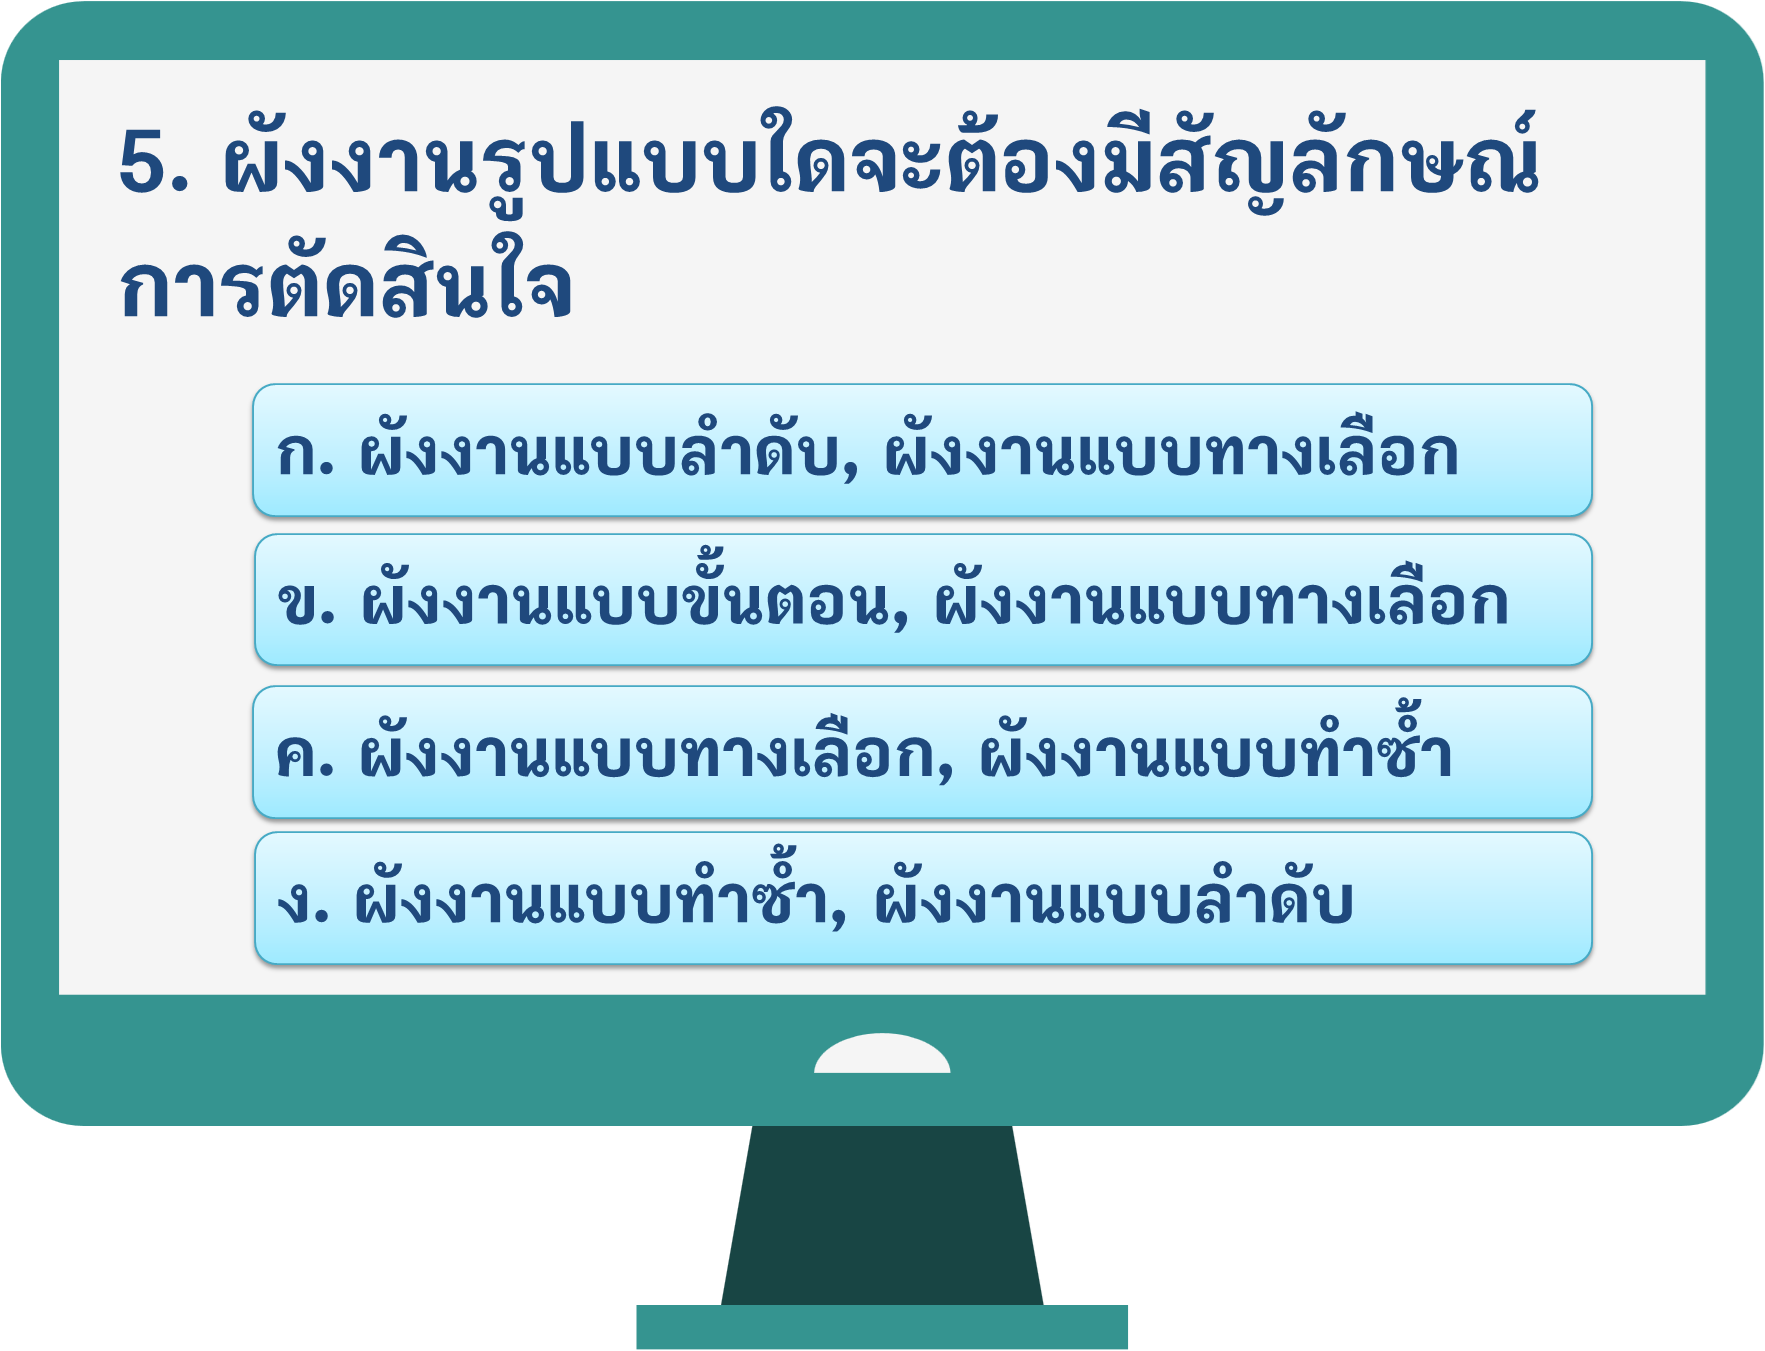 5. ผังงานรูปแบบใดจะต้องมีสัญลักษณ์
การตัดสินใจ
ก. ผังงานแบบลำดับ, ผังงานแบบทางเลือก
ข. ผังงานแบบขั้นตอน, ผังงานแบบทางเลือก
ค. ผังงานแบบทางเลือก, ผังงานแบบทำซ้ำ
ง. ผังงานแบบทำซ้ำ, ผังงานแบบลำดับ